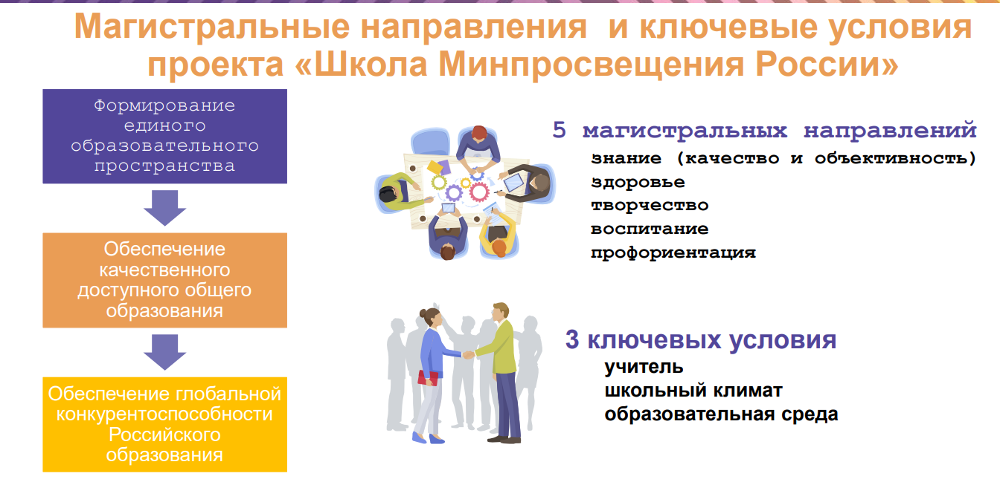 Магистральные направления и ключевые условия
проекта «Школа Минпросвещения России»
Формирование
единого
образовательного
пространства
Обеспечение
качественного
доступного общего
образования
Обеспечение глобальной
конкурентоспособности
Российского
образования
5 магистральных направлений
знание (качество и объективность)
здоровье
творчество
воспитание
профориентация
3 ключевых условия
учитель
школьный климат
образовательная среда